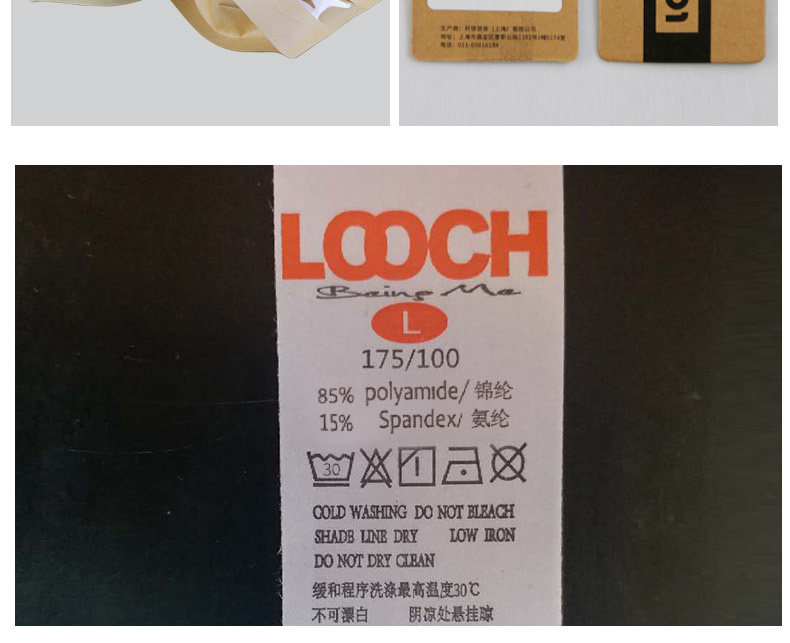 LOOCH
Being Me
L
175/100
85% polyamide/ 锦纶
15% Spandex/ 氨纶
30
COLD WASHING DO NOT BLEACH
SHADE LINE DRY LOW IRON
DO NOT DRY CLEAN
缓和程序洗涤最高温度30℃
不可漂白 阴凉处悬挂晾